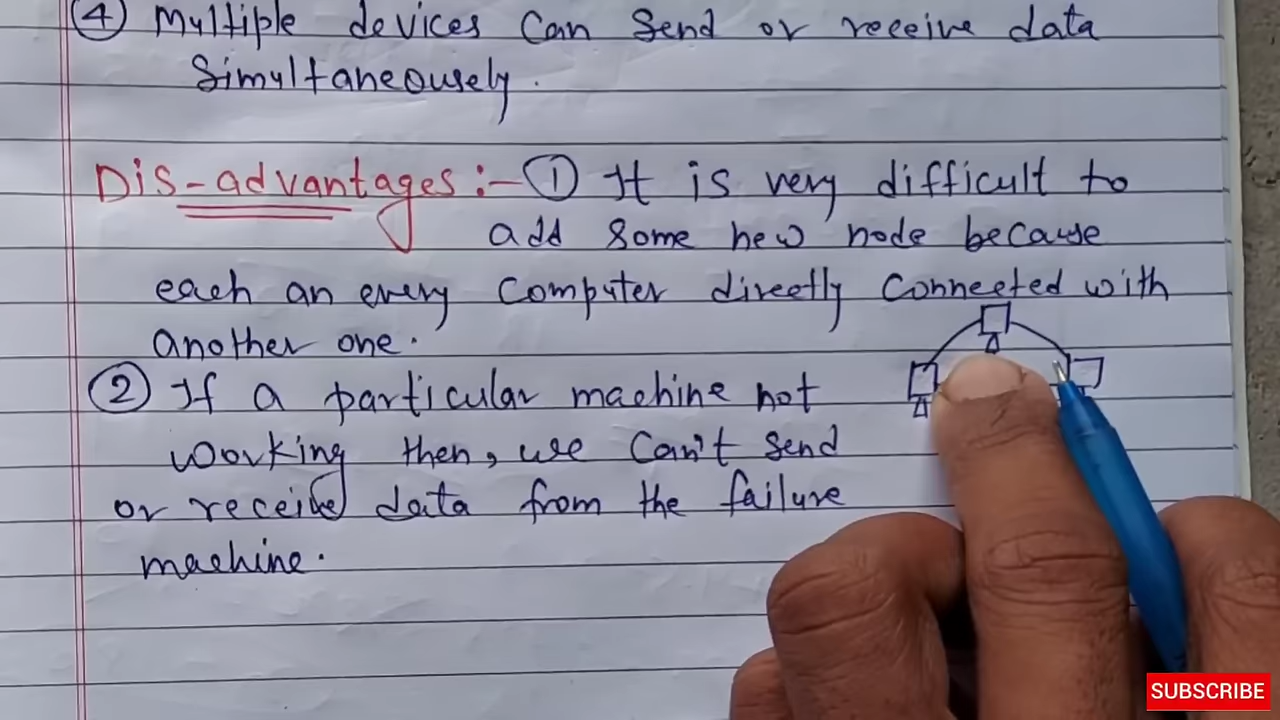 ④ Multiple devices can send or receive data
Simultaneousely.
Dis-advantages:- ① It is very difficult to
add some new node because
each an every computer directly connected with
another one.
② If a particular machine not
working then, we can't send
or receive data from the failure
machine.
SUBSCRIBE